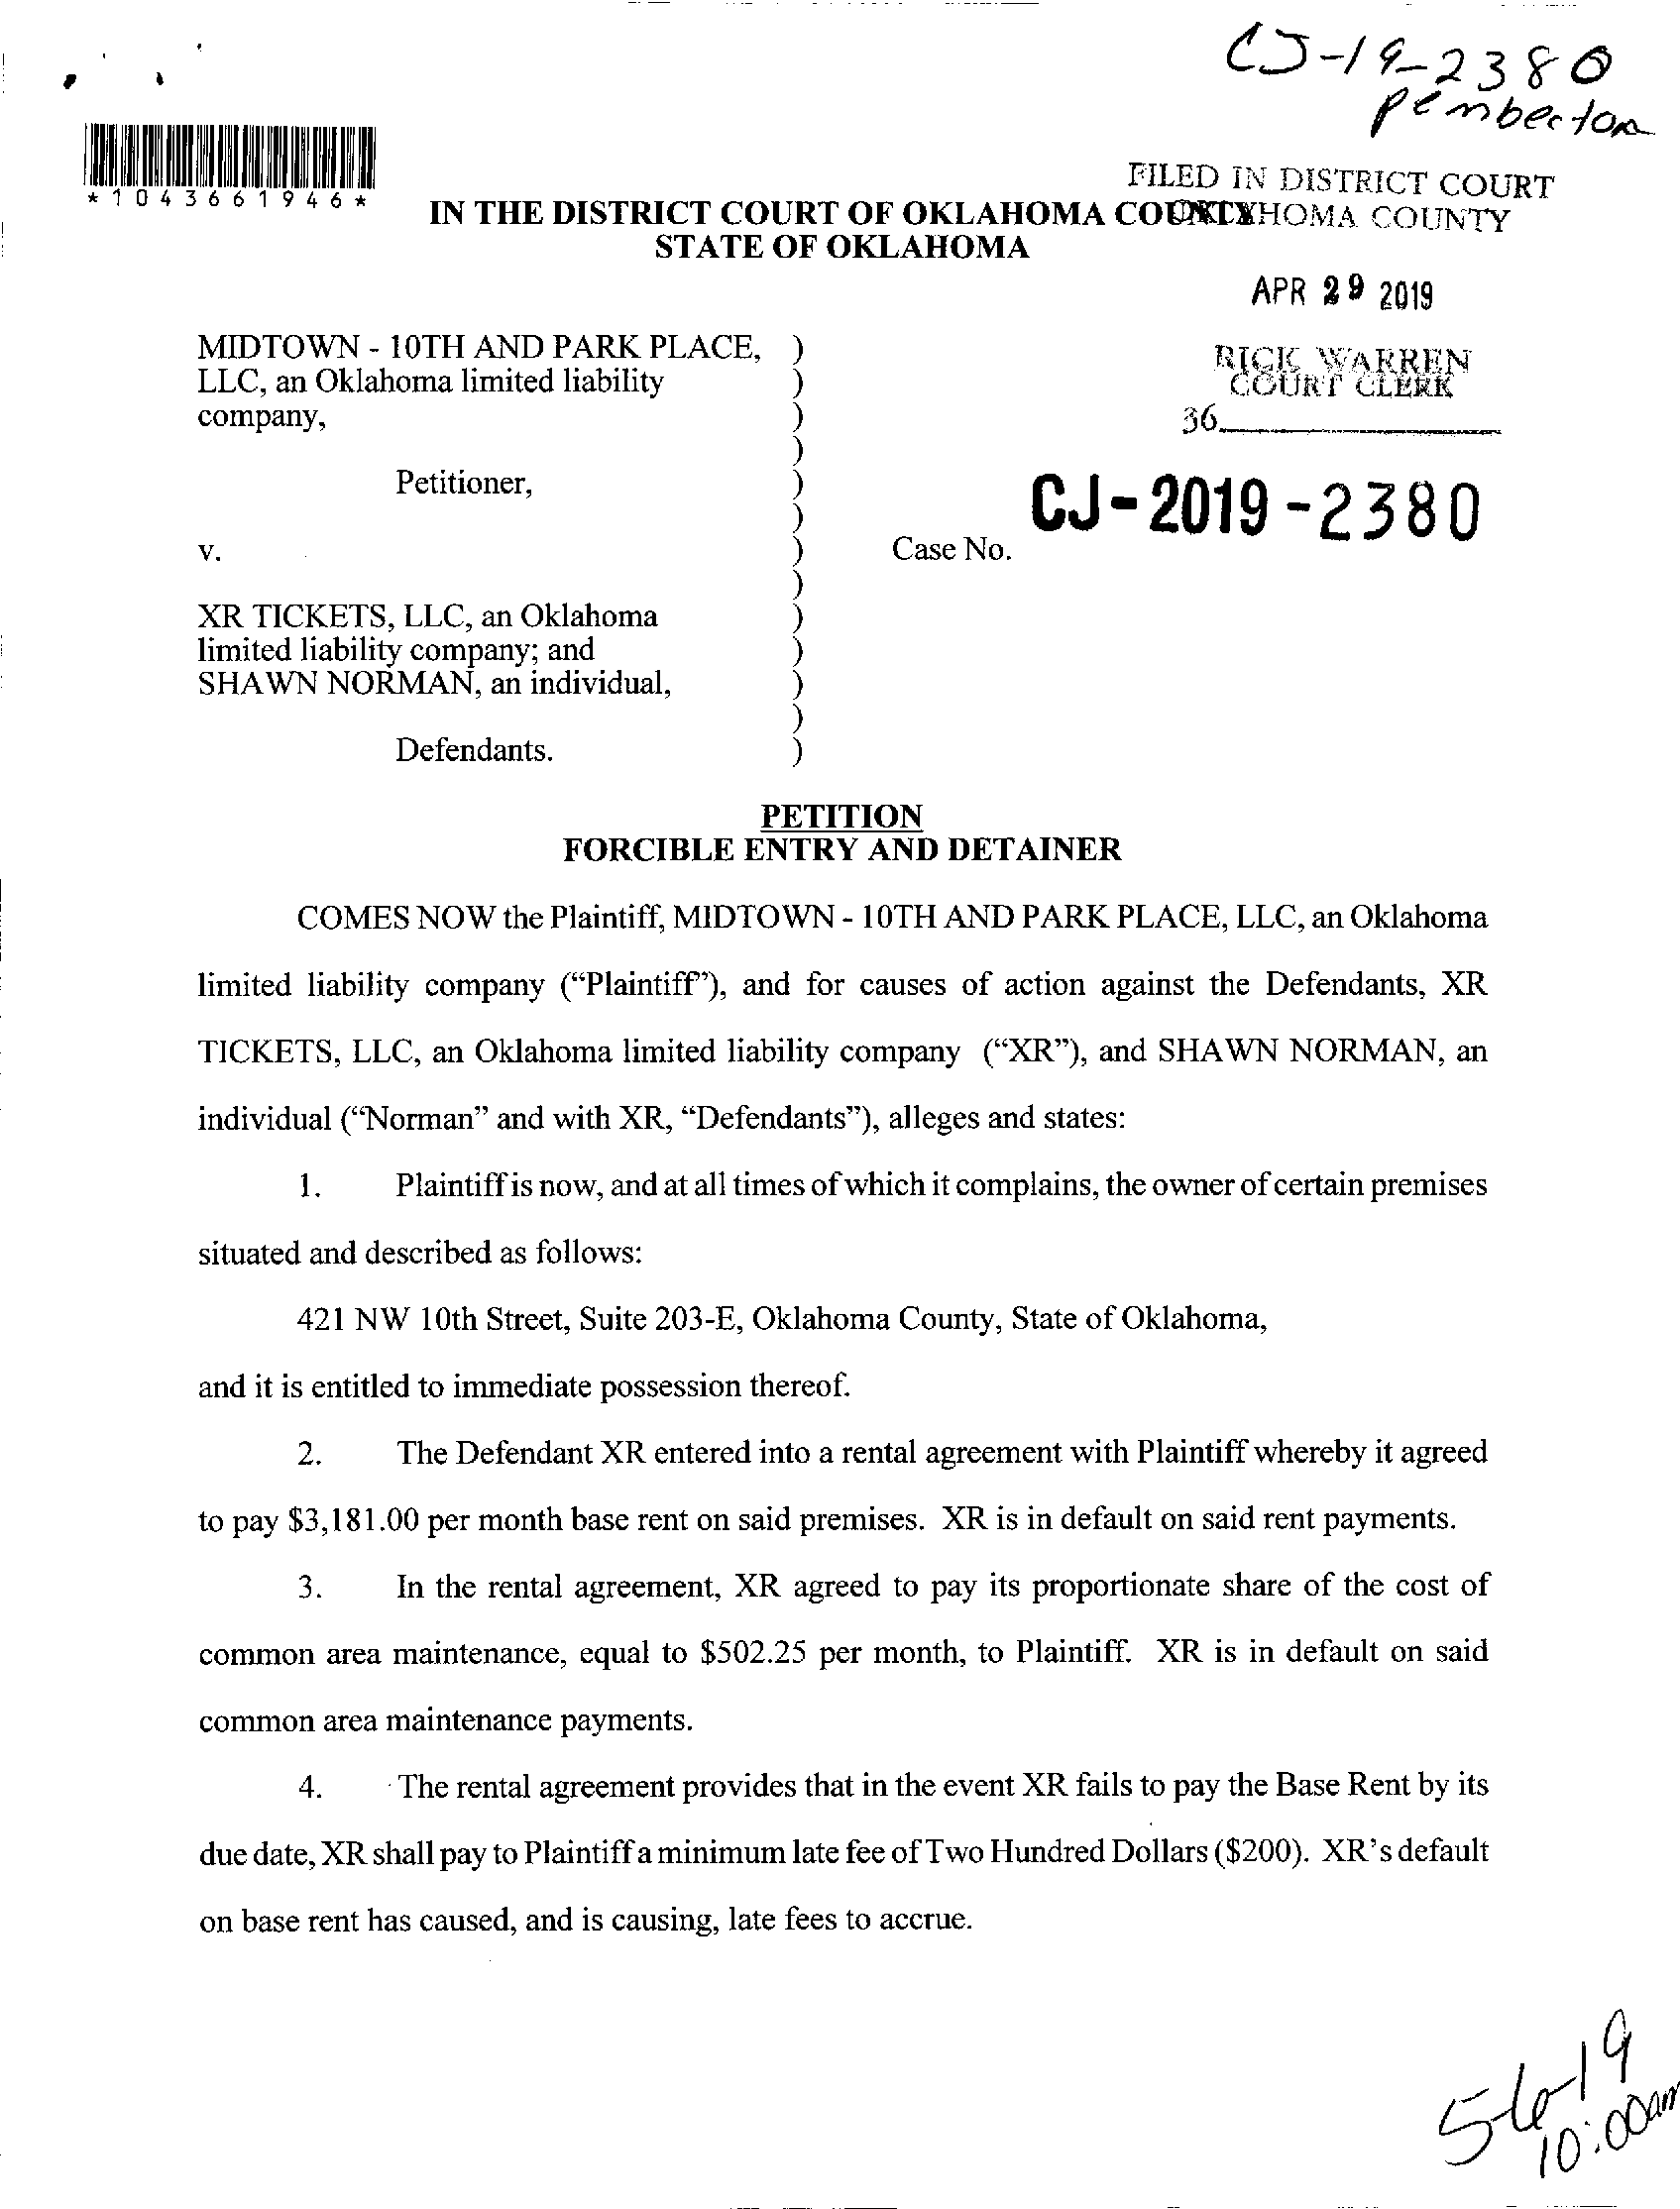 CJ-19-2380
Pemberton
*1043661946*
FILED IN DISTRICT COURT
IN THE DISTRICT COURT OF OKLAHOMA COUNTY
OKLAHOMA COUNTY
STATE OF OKLAHOMA
APR 29 2019
RICK WARREN
COURT CLERK
36
MIDTOWN - 10TH AND PARK PLACE, )
LLC, an Oklahoma limited liability )
company, )
)
Petitioner, )
)
v. ) Case No. CJ-2019-2380
)
XR TICKETS, LLC, an Oklahoma )
limited liability company; and )
SHAWN NORMAN, an individual, )
)
Defendants. )
PETITION
FORCIBLE ENTRY AND DETAINER
COMES NOW the Plaintiff, MIDTOWN - 10TH AND PARK PLACE, LLC, an Oklahoma
limited liability company (“Plaintiff”), and for causes of action against the Defendants, XR
TICKETS, LLC, an Oklahoma limited liability company (“XR”), and SHAWN NORMAN, an
individual (“Norman” and with XR, “Defendants”), alleges and states:
1. Plaintiff is now, and at all times of which it complains, the owner of certain premises
situated and described as follows:
421 NW 10th Street, Suite 203-E, Oklahoma County, State of Oklahoma,
and it is entitled to immediate possession thereof.
2. The Defendant XR entered into a rental agreement with Plaintiff whereby it agreed
to pay $3,181.00 per month base rent on said premises. XR is in default on said rent payments.
3. In the rental agreement, XR agreed to pay its proportionate share of the cost of
common area maintenance, equal to $502.25 per month, to Plaintiff. XR is in default on said
common area maintenance payments.
4. The rental agreement provides that in the event XR fails to pay the Base Rent by its
due date, XR shall pay to Plaintiff a minimum late fee of Two Hundred Dollars ($200). XR’s default
on base rent has caused, and is causing, late fees to accrue.
5-6-19
10:00am